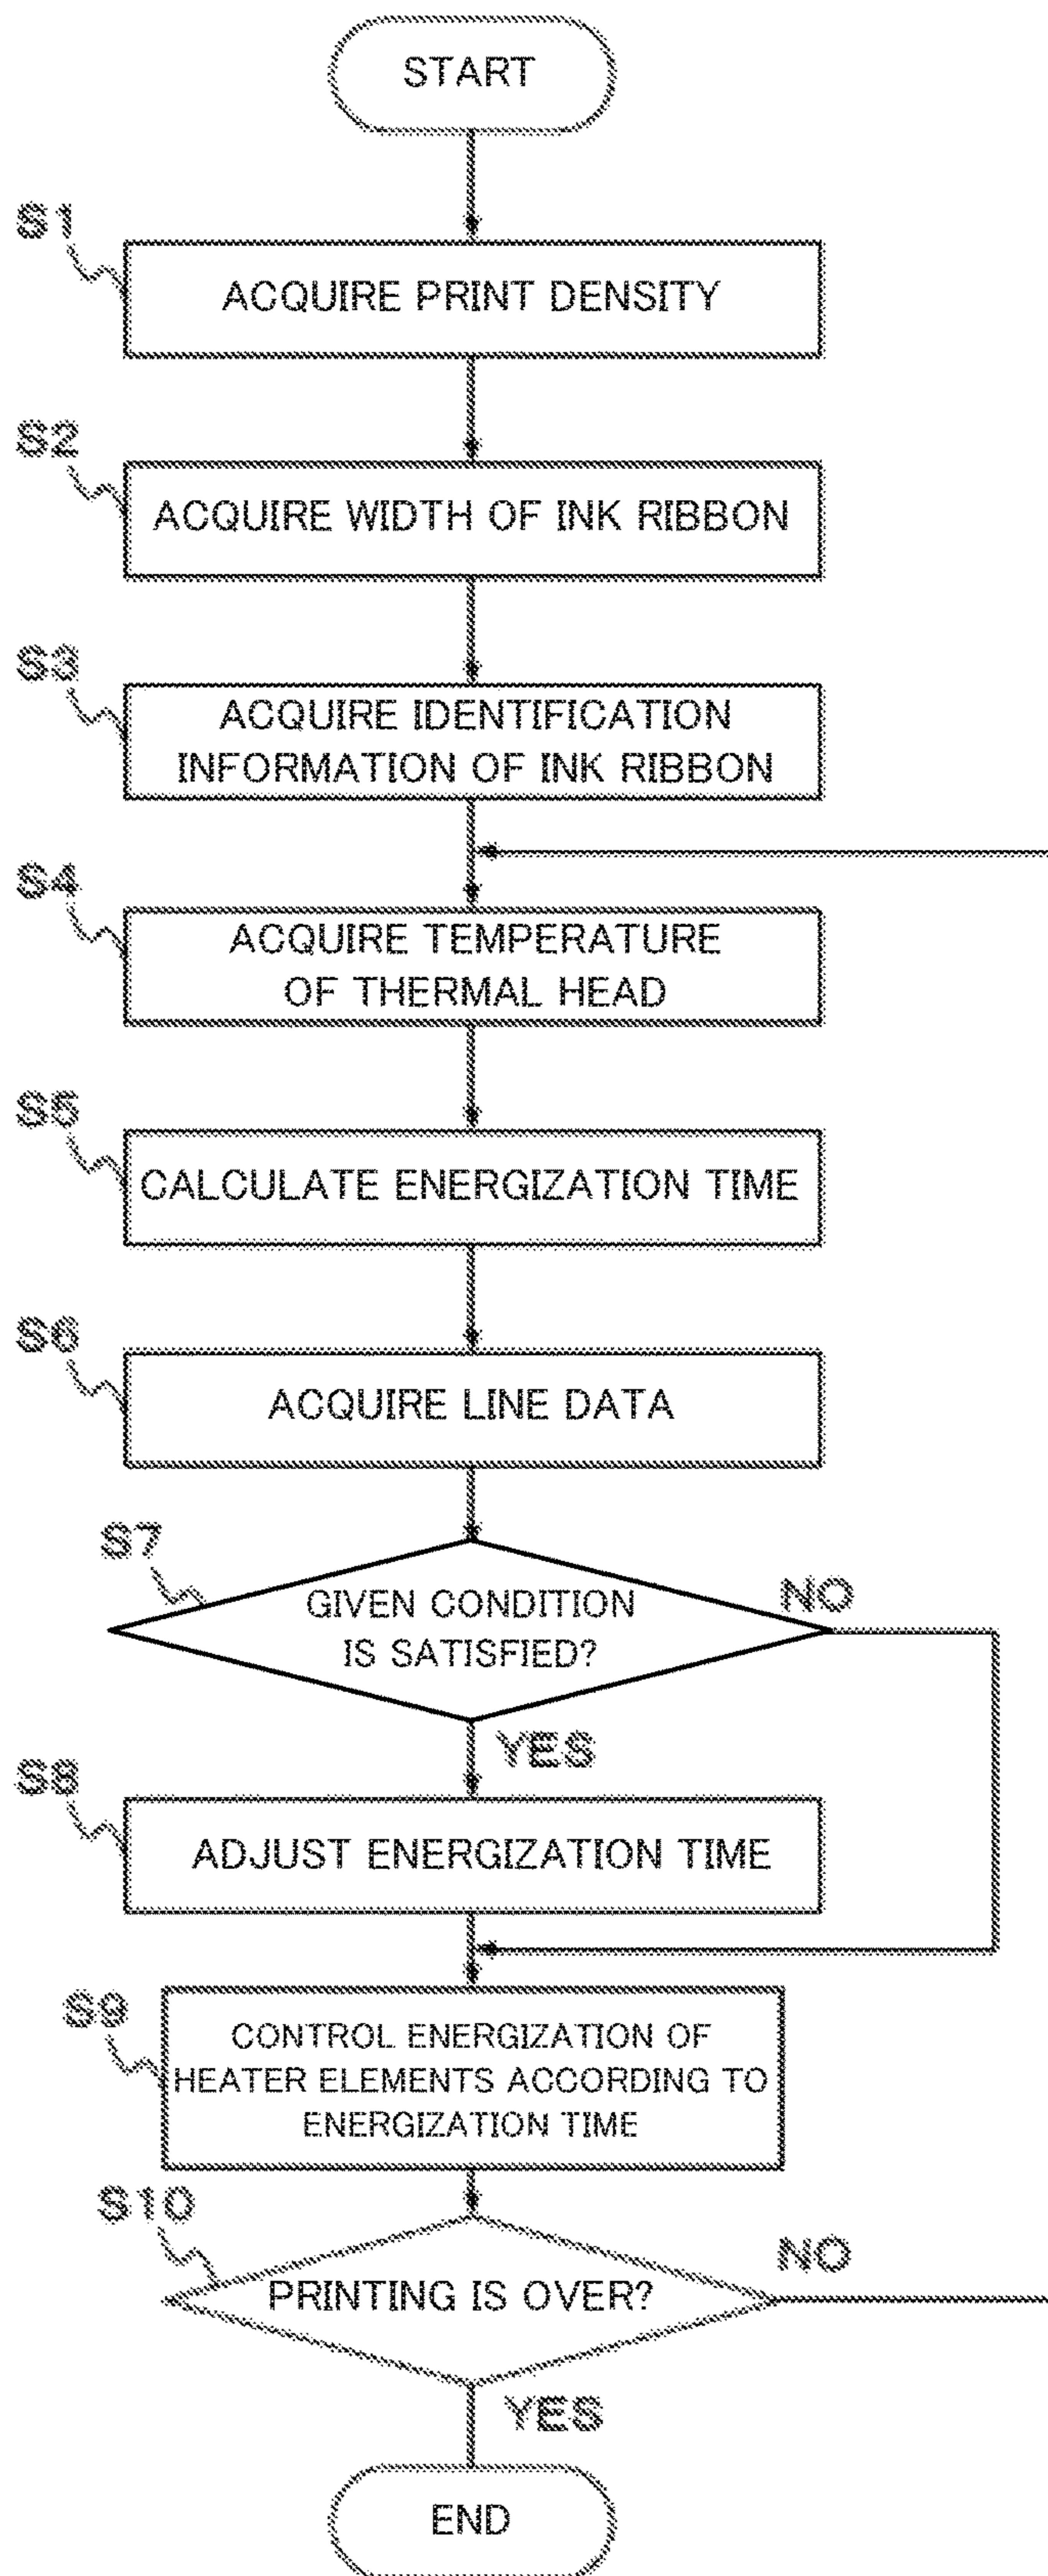 START
S1
ACQUIRE PRINT DENSITY
S2
ACQUIRE WIDTH OF INK RIBBON
S3
ACQUIRE IDENTIFICATION
INFORMATION OF INK RIBBON
S4
ACQUIRE TEMPERATURE
OF THERMAL HEAD
S5
CALCULATE ENERGIZATION TIME
S6
ACQUIRE LINE DATA
S7
GIVEN CONDITION
IS SATISFIED?
NO
YES
S8
ADJUST ENERGIZATION TIME
S9
CONTROL ENERGIZATION OF
HEATER ELEMENTS ACCORDING TO
ENERGIZATION TIME
S10
PRINTING IS OVER?
NO
YES
END